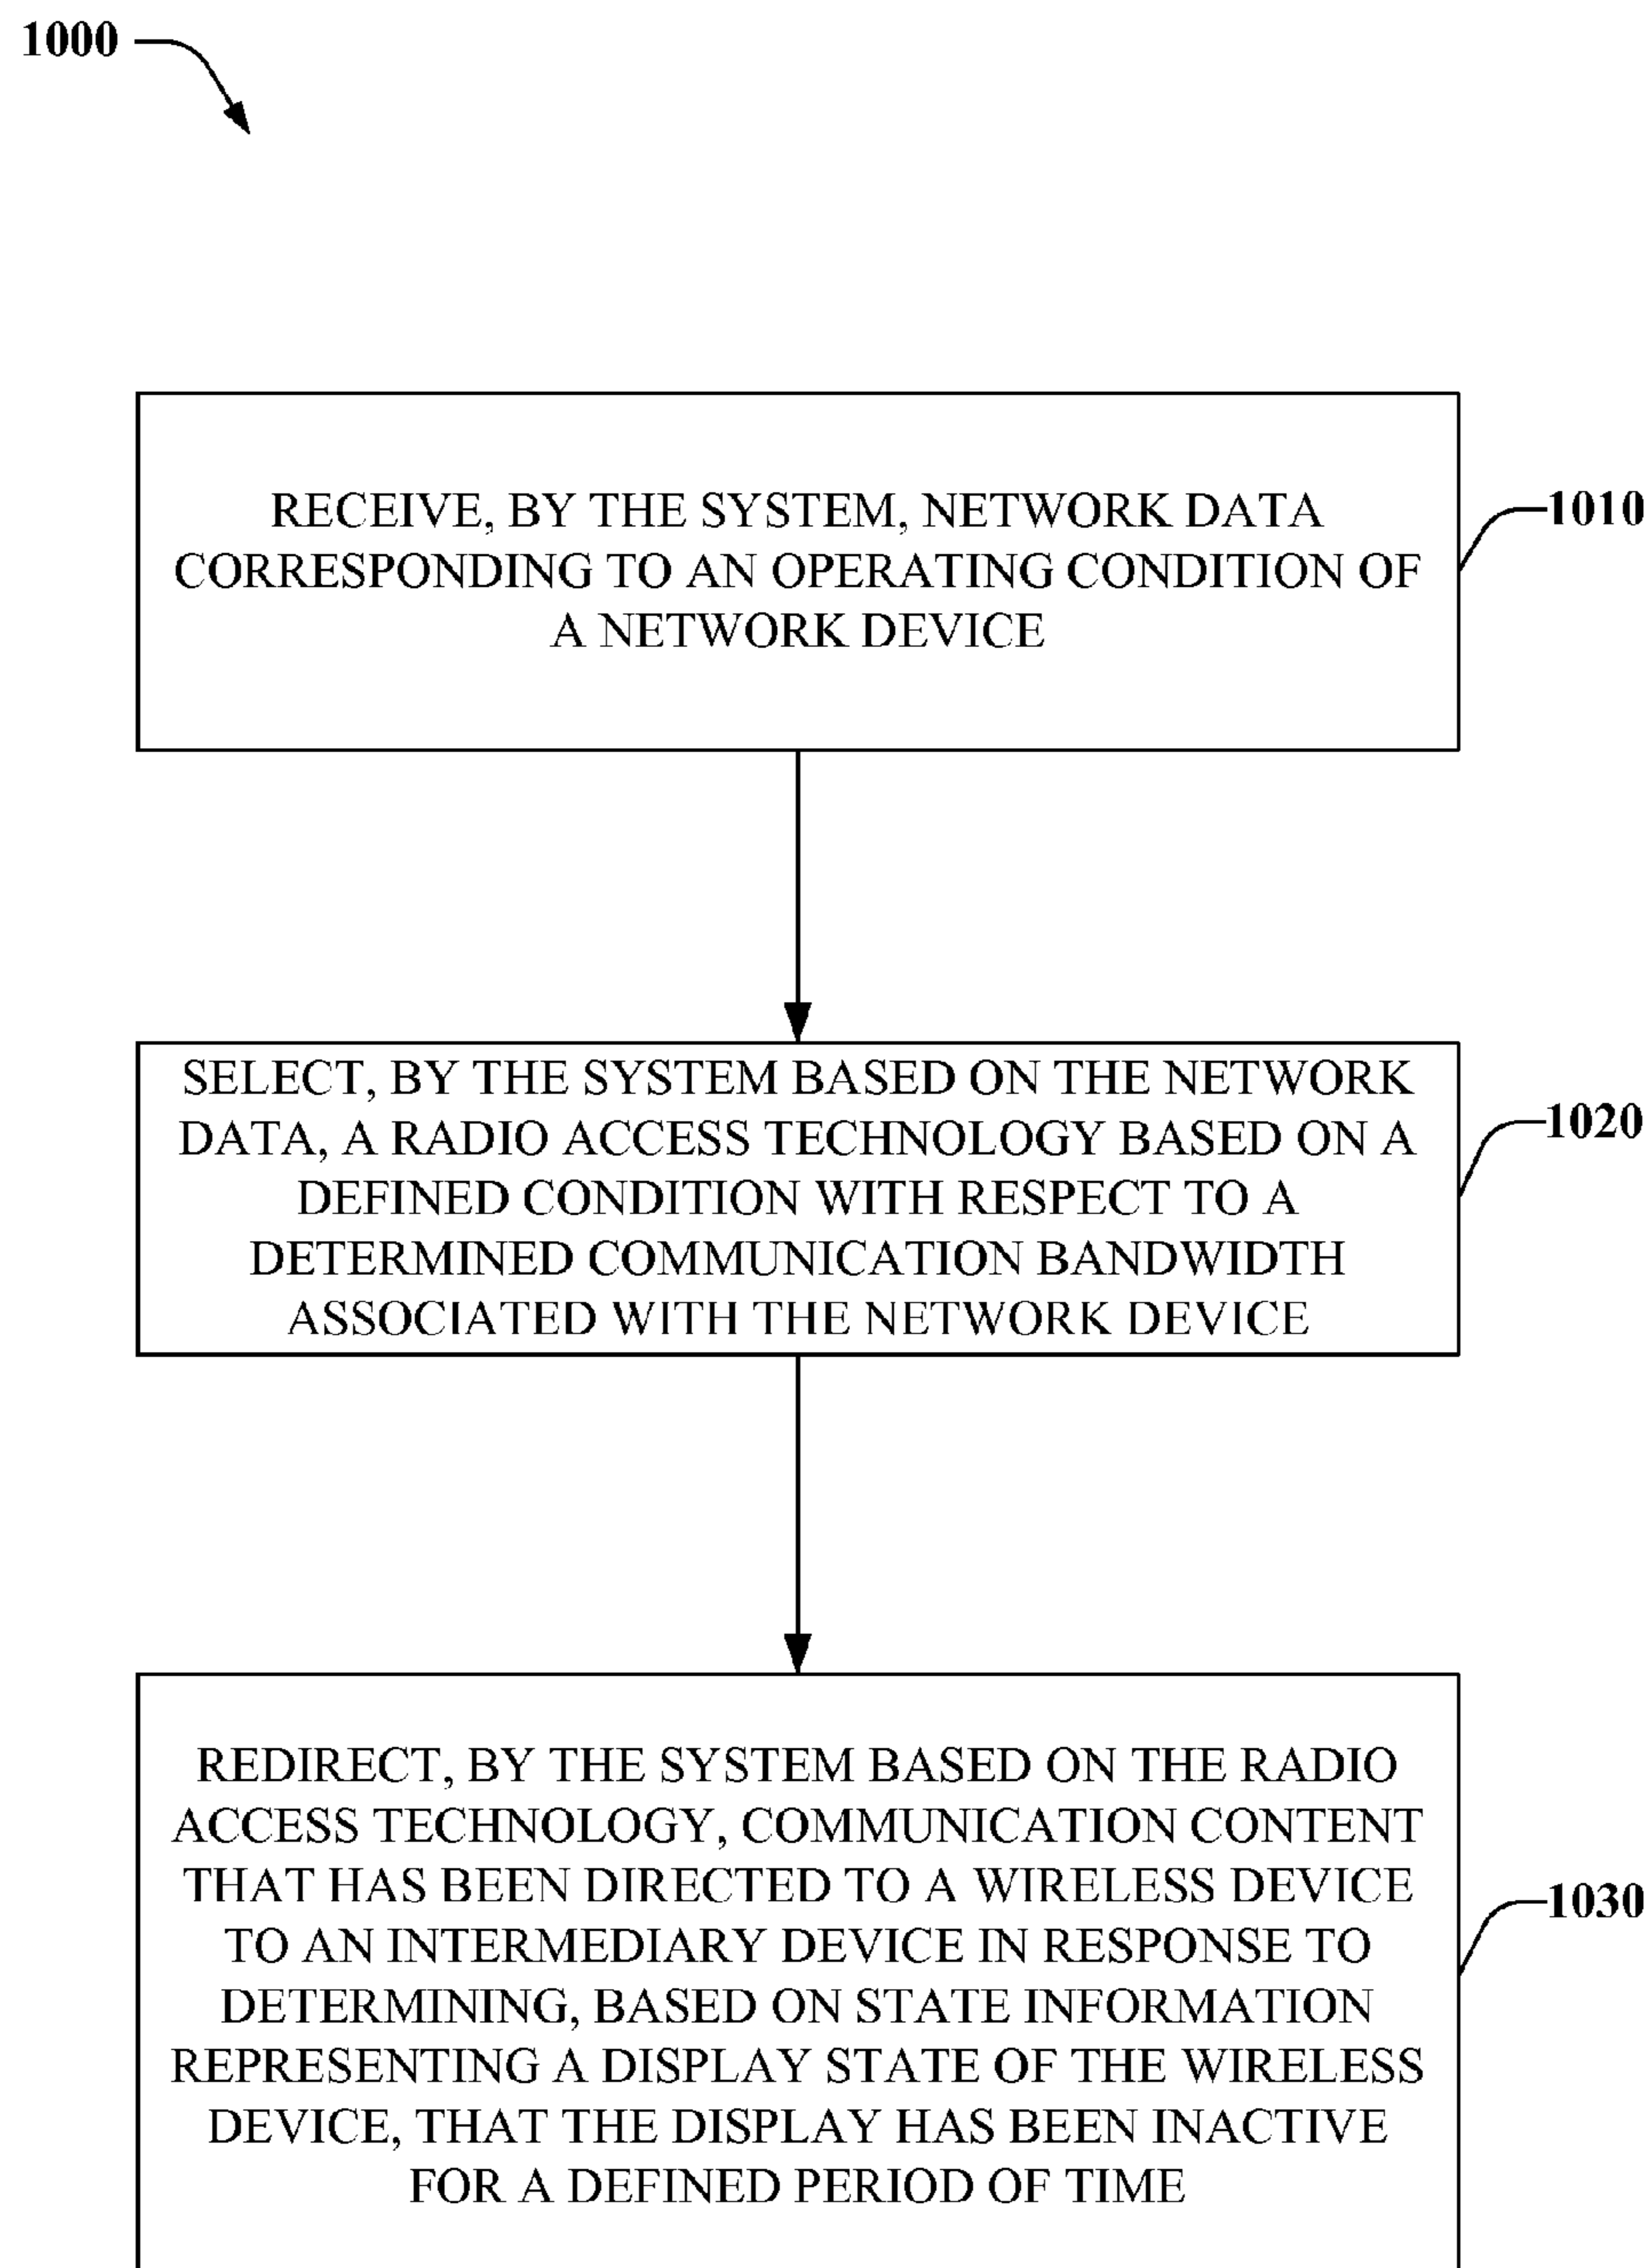 1000
RECEIVE, BY THE SYSTEM, NETWORK DATA
CORRESPONDING TO AN OPERATING CONDITION OF
A NETWORK DEVICE
1010
SELECT, BY THE SYSTEM BASED ON THE NETWORK
DATA, A RADIO ACCESS TECHNOLOGY BASED ON A
DEFINED CONDITION WITH RESPECT TO A
DETERMINED COMMUNICATION BANDWIDTH
ASSOCIATED WITH THE NETWORK DEVICE
1020
REDIRECT, BY THE SYSTEM BASED ON THE RADIO
ACCESS TECHNOLOGY, COMMUNICATION CONTENT
THAT HAS BEEN DIRECTED TO A WIRELESS DEVICE
TO AN INTERMEDIARY DEVICE IN RESPONSE TO
DETERMINING, BASED ON STATE INFORMATION
REPRESENTING A DISPLAY STATE OF THE WIRELESS
DEVICE, THAT THE DISPLAY HAS BEEN INACTIVE
FOR A DEFINED PERIOD OF TIME
1030